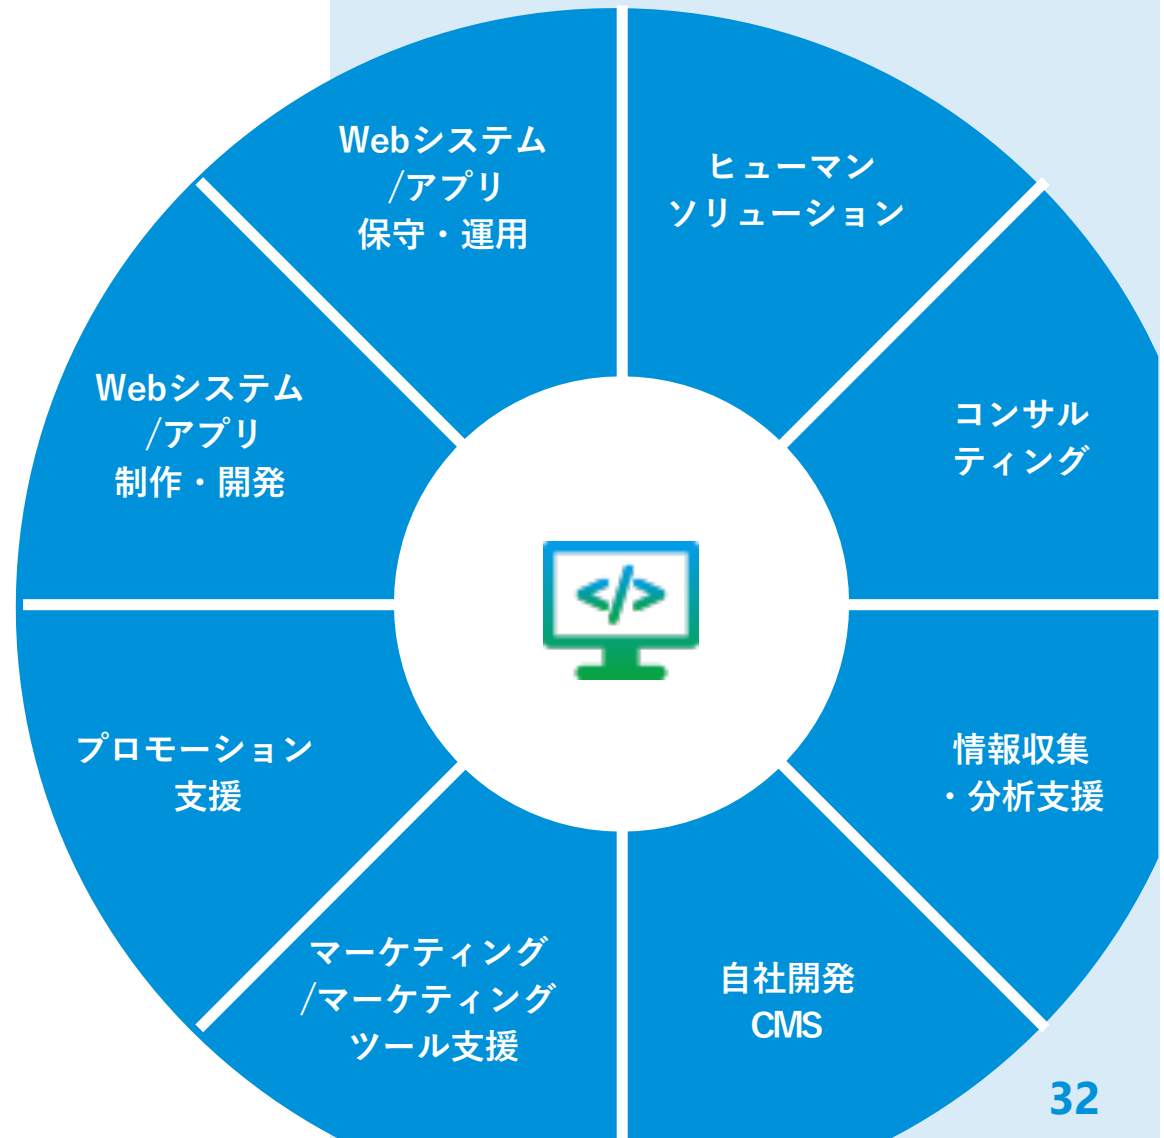 Webシステム
/アプリ
保守・運用
ヒューマン
ソリューション
Webシステム
/アプリ
制作・開発
コンサル
ティング
</>
プロモーション
支援
情報収集
・分析支援
マーケティング
/マーケティング
ツール支援
自社開発
CMS
32